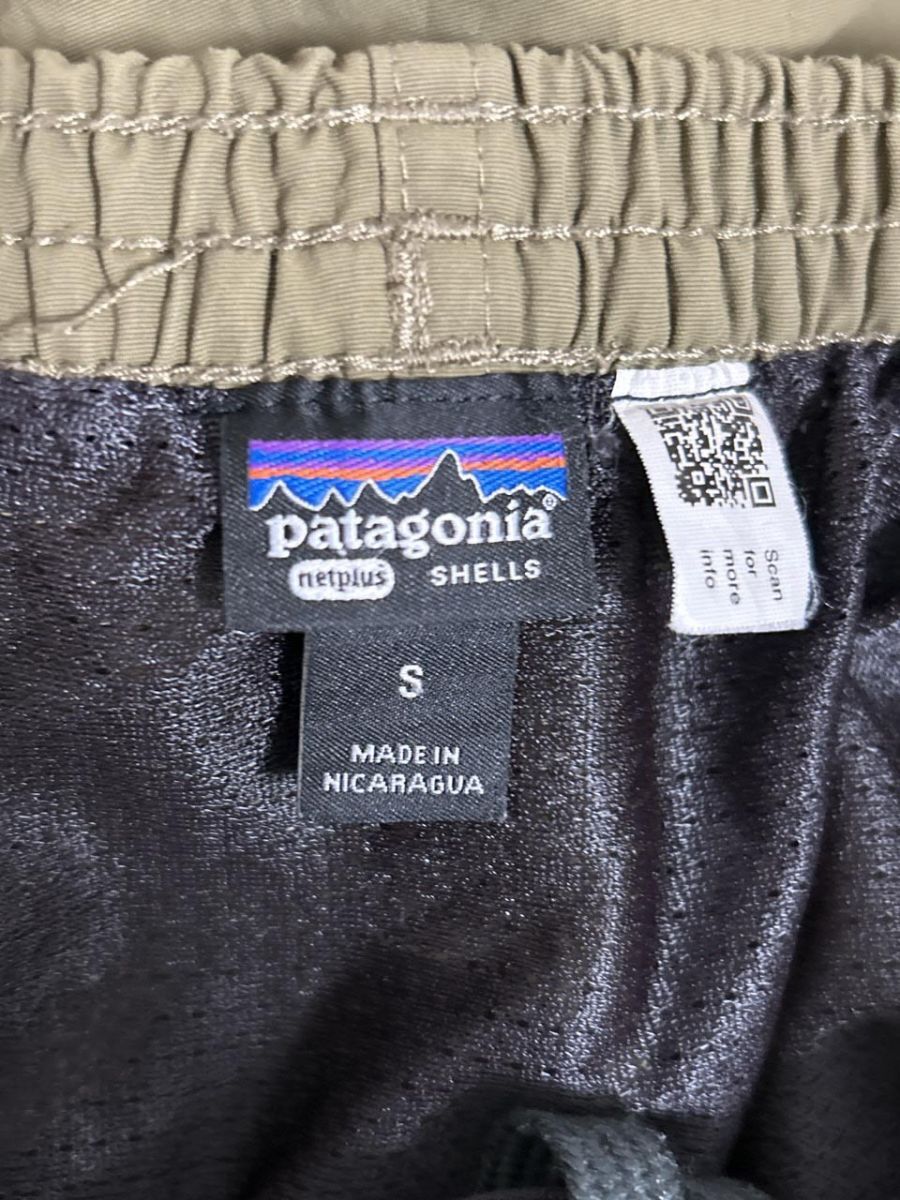 patagonia®
netplus SHELLS
S
MADE IN
NICARAGUA
Scan
for
more
info